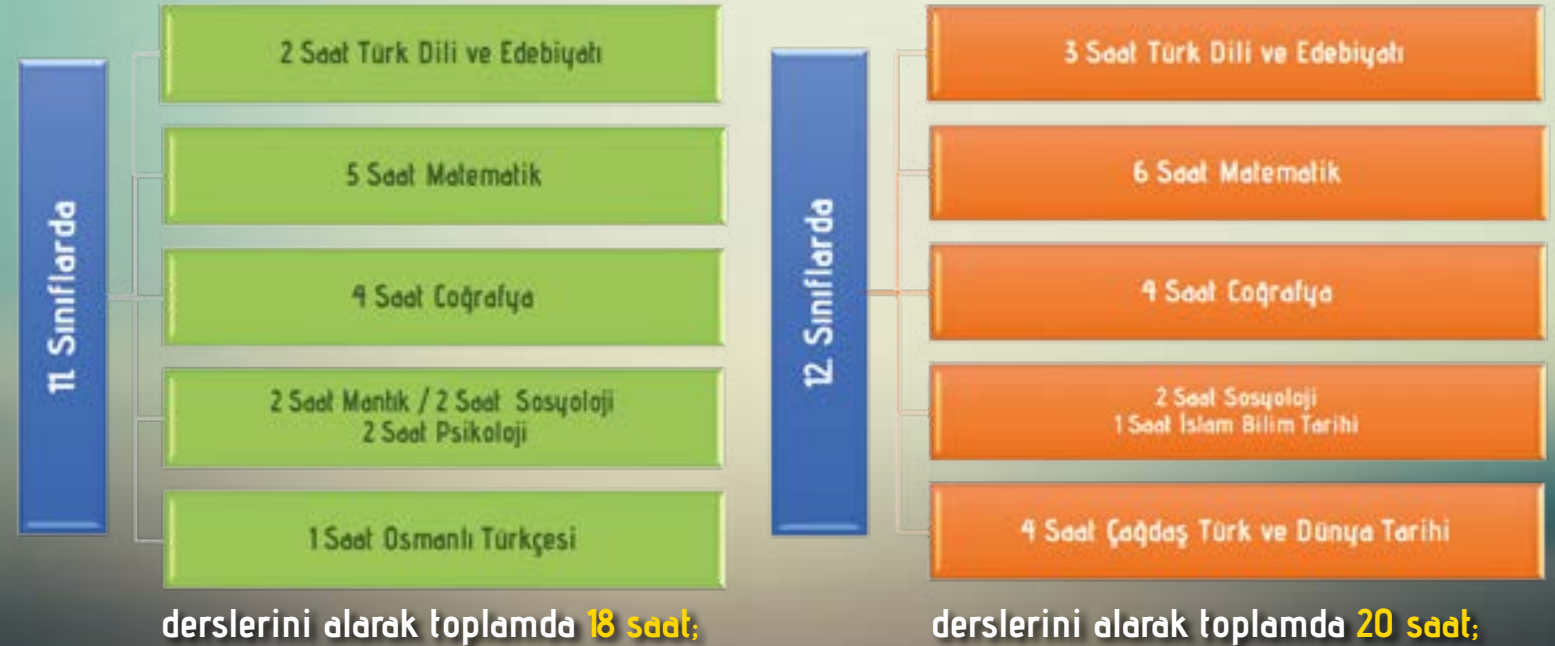 11. Sınıflarda
2 Saat Türk Dili ve Edebiyatı
5 Saat Matematik
4 Saat Coğrafya
2 Saat Mantık / 2 Saat Sosyoloji
2 Saat Psikoloji
1 Saat Osmanlı Türkçesi
derslerini alarak toplamda 18 saat;
12. Sınıflarda
3 Saat Türk Dili ve Edebiyatı
6 Saat Matematik
4 Saat Coğrafya
2 Saat Sosyoloji
1 Saat İslam Bilim Tarihi
4 Saat Çağdaş Türk ve Dünya Tarihi
derslerini alarak toplamda 20 saat;